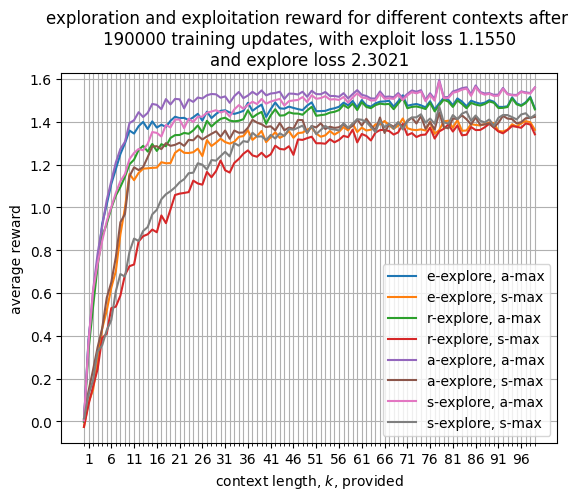 exploration and exploitation reward for different contexts after
190000 training updates, with exploit loss 1.1550
and explore loss 2.3021
1.6
1.4
1.2
1.0
0.8
0.6
0.4
0.2
0.0
average reward
e-explore, a-max
e-explore, s-max
r-explore, a-max
r-explore, s-max
a-explore, a-max
a-explore, s-max
s-explore, a-max
s-explore, s-max
1 6 11 16 21 26 31 36 41 46 51 56 61 66 71 76 81 86 91 96
context length, k, provided